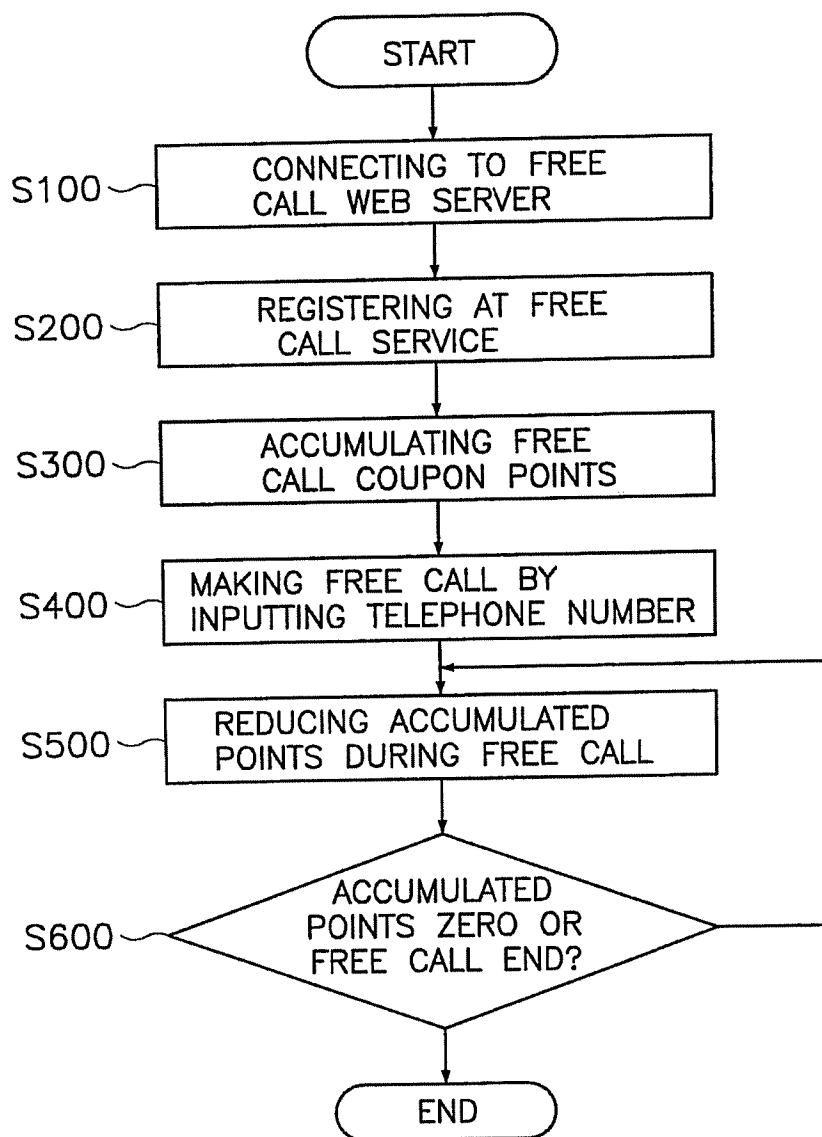 START
S100
CONNECTING TO FREE
CALL WEB SERVER
S200
REGISTERING AT FREE
CALL SERVICE
S300
ACCUMULATING FREE
CALL COUPON POINTS
S400
MAKING FREE CALL BY
INPUTTING TELEPHONE NUMBER
S500
REDUCING ACCUMULATED
POINTS DURING FREE CALL
S600
ACCUMULATED
POINTS ZERO OR
FREE CALL END?
END